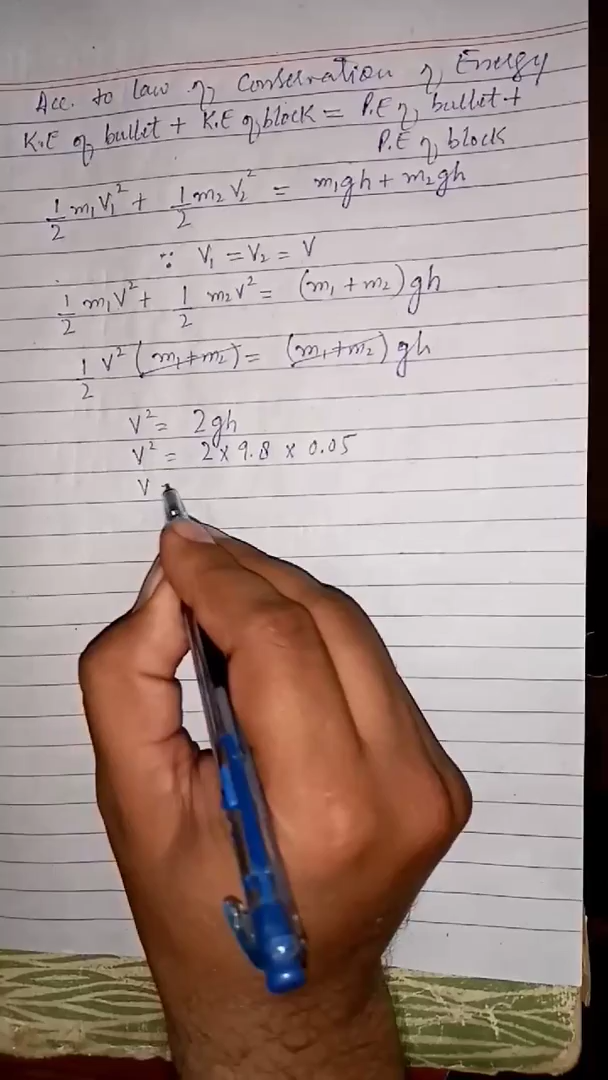 Acc. to law of Conservation of Energy
K.E of bullet + K.E of block = P.E of bullet +
P.E of block
1/2 m₁V₁² + 1/2 m₂V₂² = m₁gh + m₂gh
∵ V₁ = V₂ = V
1/2 m₁V² + 1/2 m₂V² = (m₁ + m₂) gh
1/2 V² (m₁+m₂) = (m₁+m₂) gh
V² = 2gh
V² = 2 × 9.8 × 0.05
V